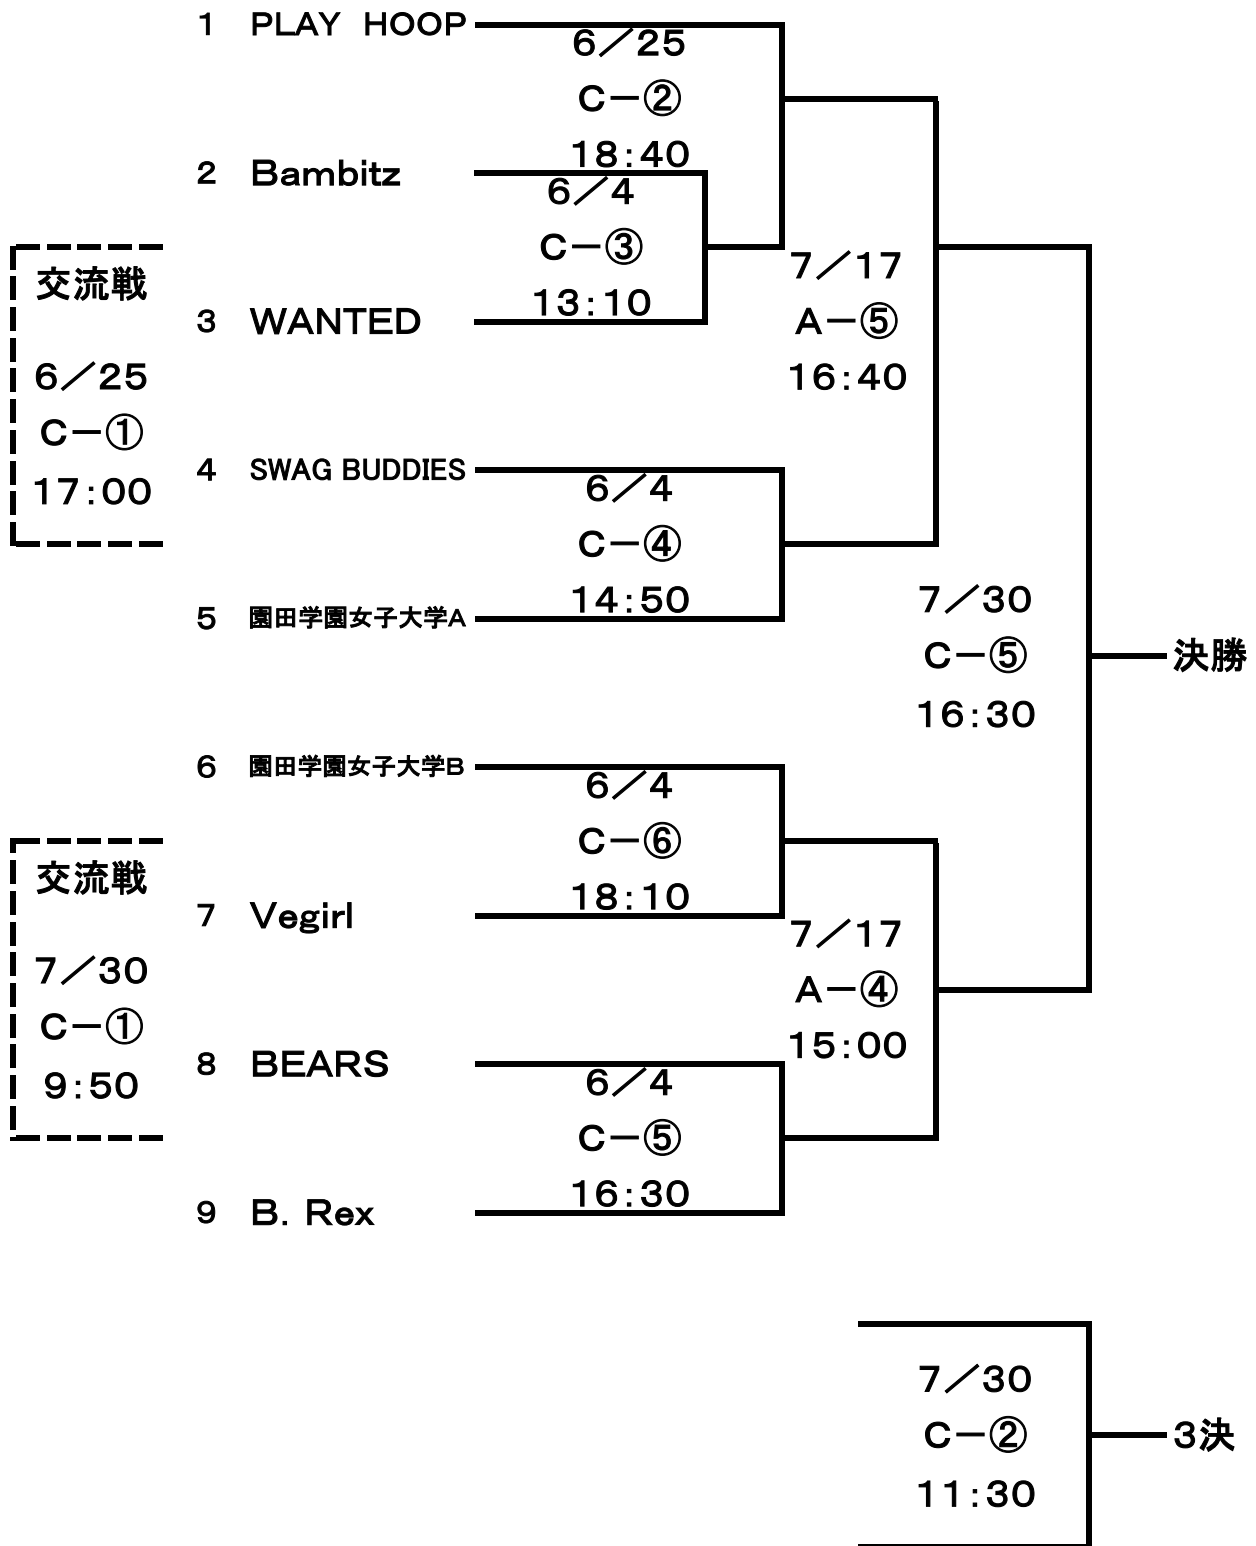 1 PLAY HOOP
6／25
C－②
18:40
2 Bambitz
6／4
C－③
13:10
3 WANTED
交流戦
6／25
C－①
17:00
7／17
A－⑤
16:40
4 SWAG BUDDIES
6／4
C－④
14:50
5 園田学園女子大学A
7／30
C－⑤
16:30
決勝
6 園田学園女子大学B
6／4
C－⑥
18:10
7 Vegirl
交流戦
7／30
C－①
9:50
7／17
A－④
15:00
8 BEARS
6／4
C－⑤
16:30
9 B. Rex
7／30
C－②
11:30
3決